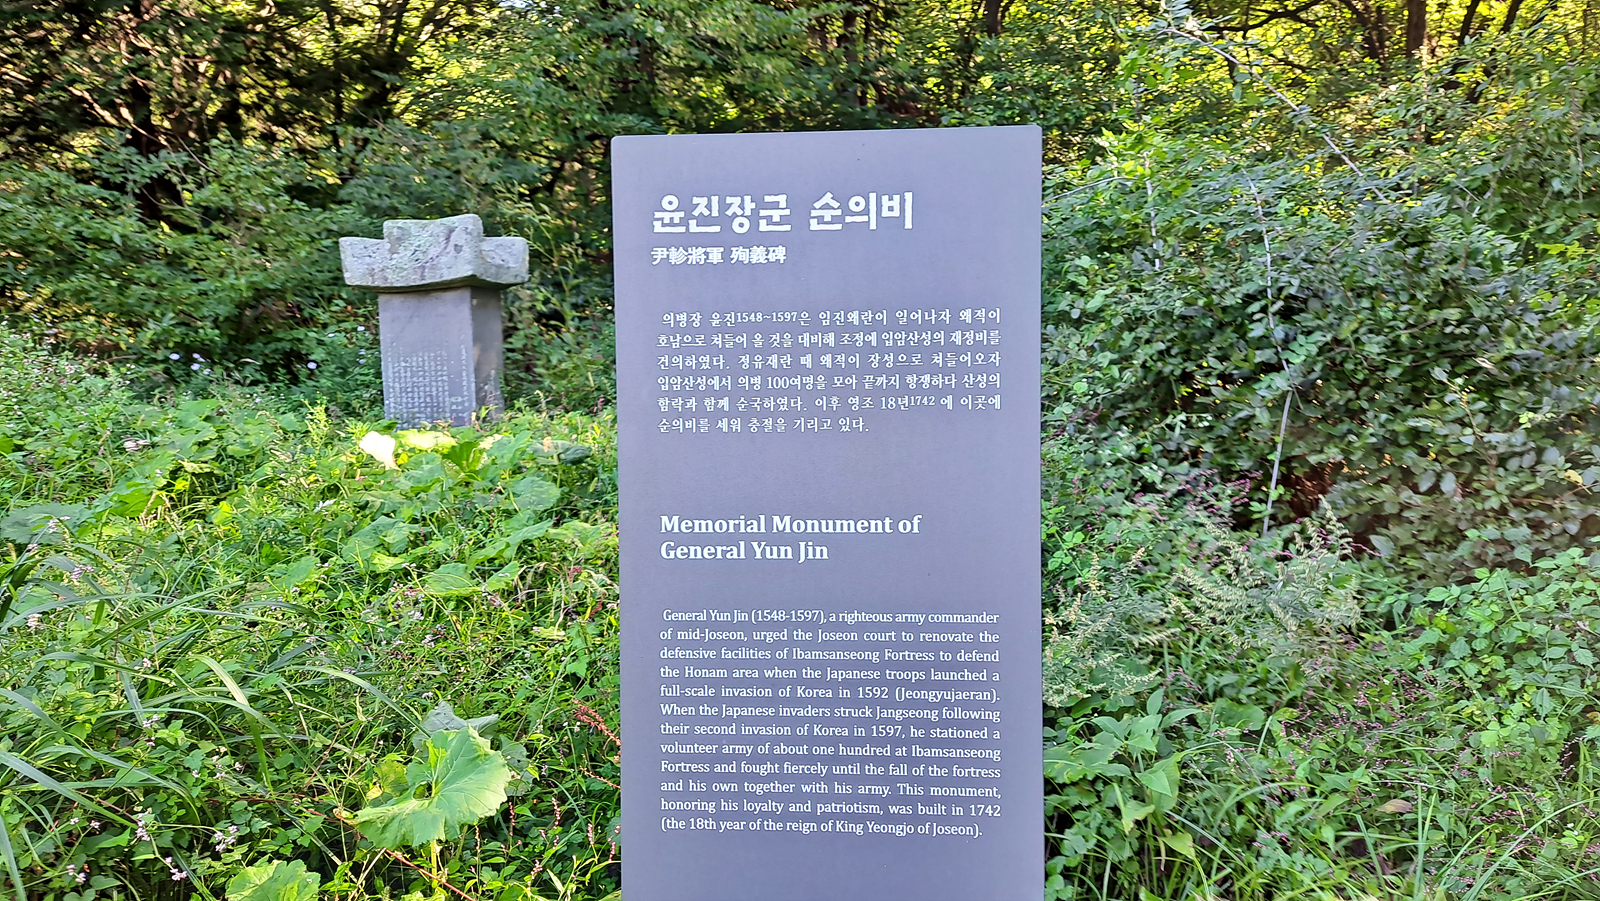 윤진장군 순의비
尹軫將軍 殉義碑
의병장 윤진1548~1597은 임진왜란이 일어나자 왜적이
호남으로 쳐들어 올 것을 대비해 조정에 입암산성의 재정비를
건의하였다. 정유재란 때 왜적이 장성으로 쳐들어오자
입암산성에서 의병 100여명을 모아 끝까지 항쟁하다 산성의
함락과 함께 순국하였다. 이후 영조 18년1742 에 이곳에
순의비를 세워 충절을 기리고 있다.
Memorial Monument of
General Yun Jin
General Yun Jin (1548-1597), a righteous army commander
of mid-Joseon, urged the Joseon court to renovate the
defensive facilities of Ibamsanseong Fortress to defend
the Honam area when the Japanese troops launched a
full-scale invasion of Korea in 1592 (Jeongyujaeran).
When the Japanese invaders struck Jangseong following
their second invasion of Korea in 1597, he stationed a
volunteer army of about one hundred at Ibamsanseong
Fortress and fought fiercely until the fall of the fortress
and his own together with his army. This monument,
honoring his loyalty and patriotism, was built in 1742
(the 18th year of the reign of King Yeongjo of Joseon).